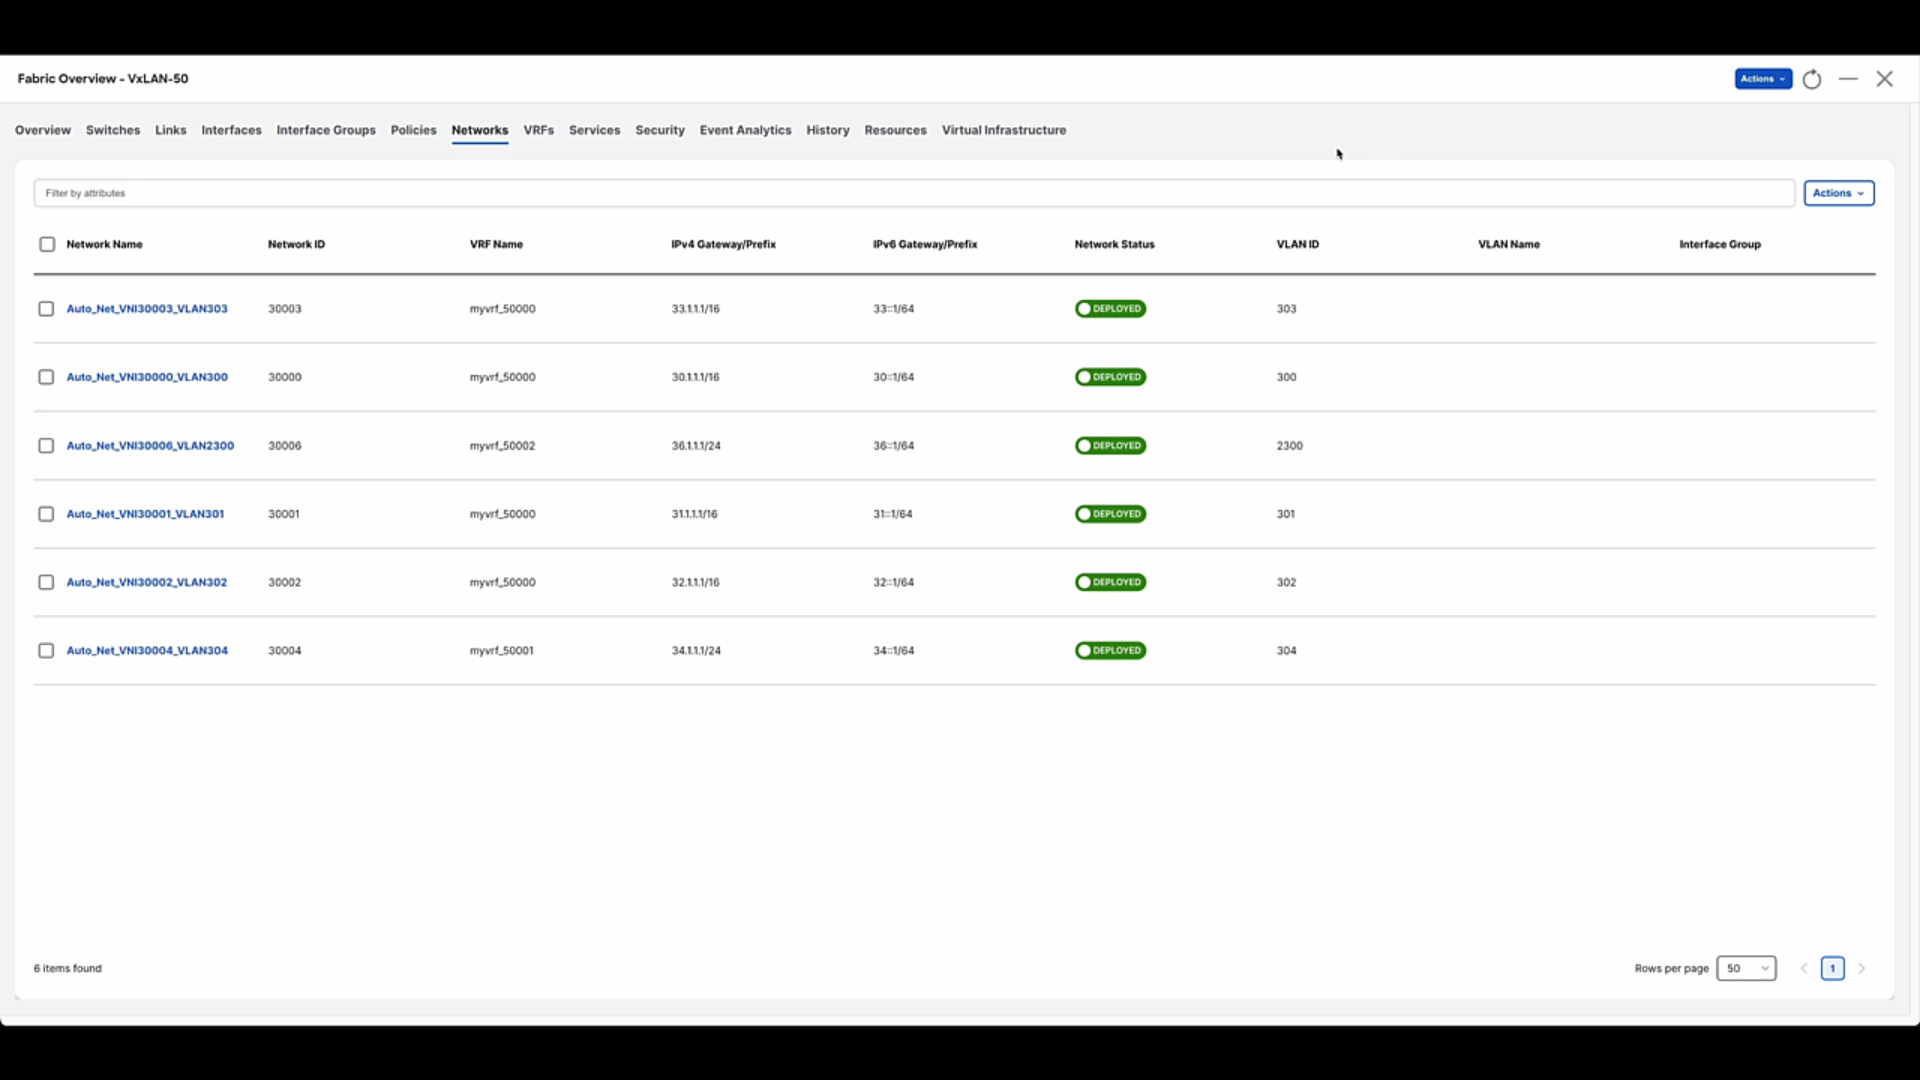 Fabric Overview - VxLAN-50
Actions
Overview Switches Links Interfaces Interface Groups Policies Networks VRFs Services Security Event Analytics History Resources Virtual Infrastructure
Filter by attributes
Actions
Network Name Network ID VRF Name IPv4 Gateway/Prefix IPv6 Gateway/Prefix Network Status VLAN ID VLAN Name Interface Group
Auto_Net_VNI30003_VLAN303 30003 myvrf_50000 33.1.1.1/16 33::1/64 DEPLOYED 303
Auto_Net_VNI30000_VLAN300 30000 myvrf_50000 30.1.1.1/16 30::1/64 DEPLOYED 300
Auto_Net_VNI30006_VLAN2300 30006 myvrf_50002 36.1.1.1/24 36::1/64 DEPLOYED 2300
Auto_Net_VNI30001_VLAN301 30001 myvrf_50000 31.1.1.1/16 31::1/64 DEPLOYED 301
Auto_Net_VNI30002_VLAN302 30002 myvrf_50000 32.1.1.1/16 32::1/64 DEPLOYED 302
Auto_Net_VNI30004_VLAN304 30004 myvrf_50001 34.1.1.1/24 34::1/64 DEPLOYED 304
6 items found
Rows per page 50 1